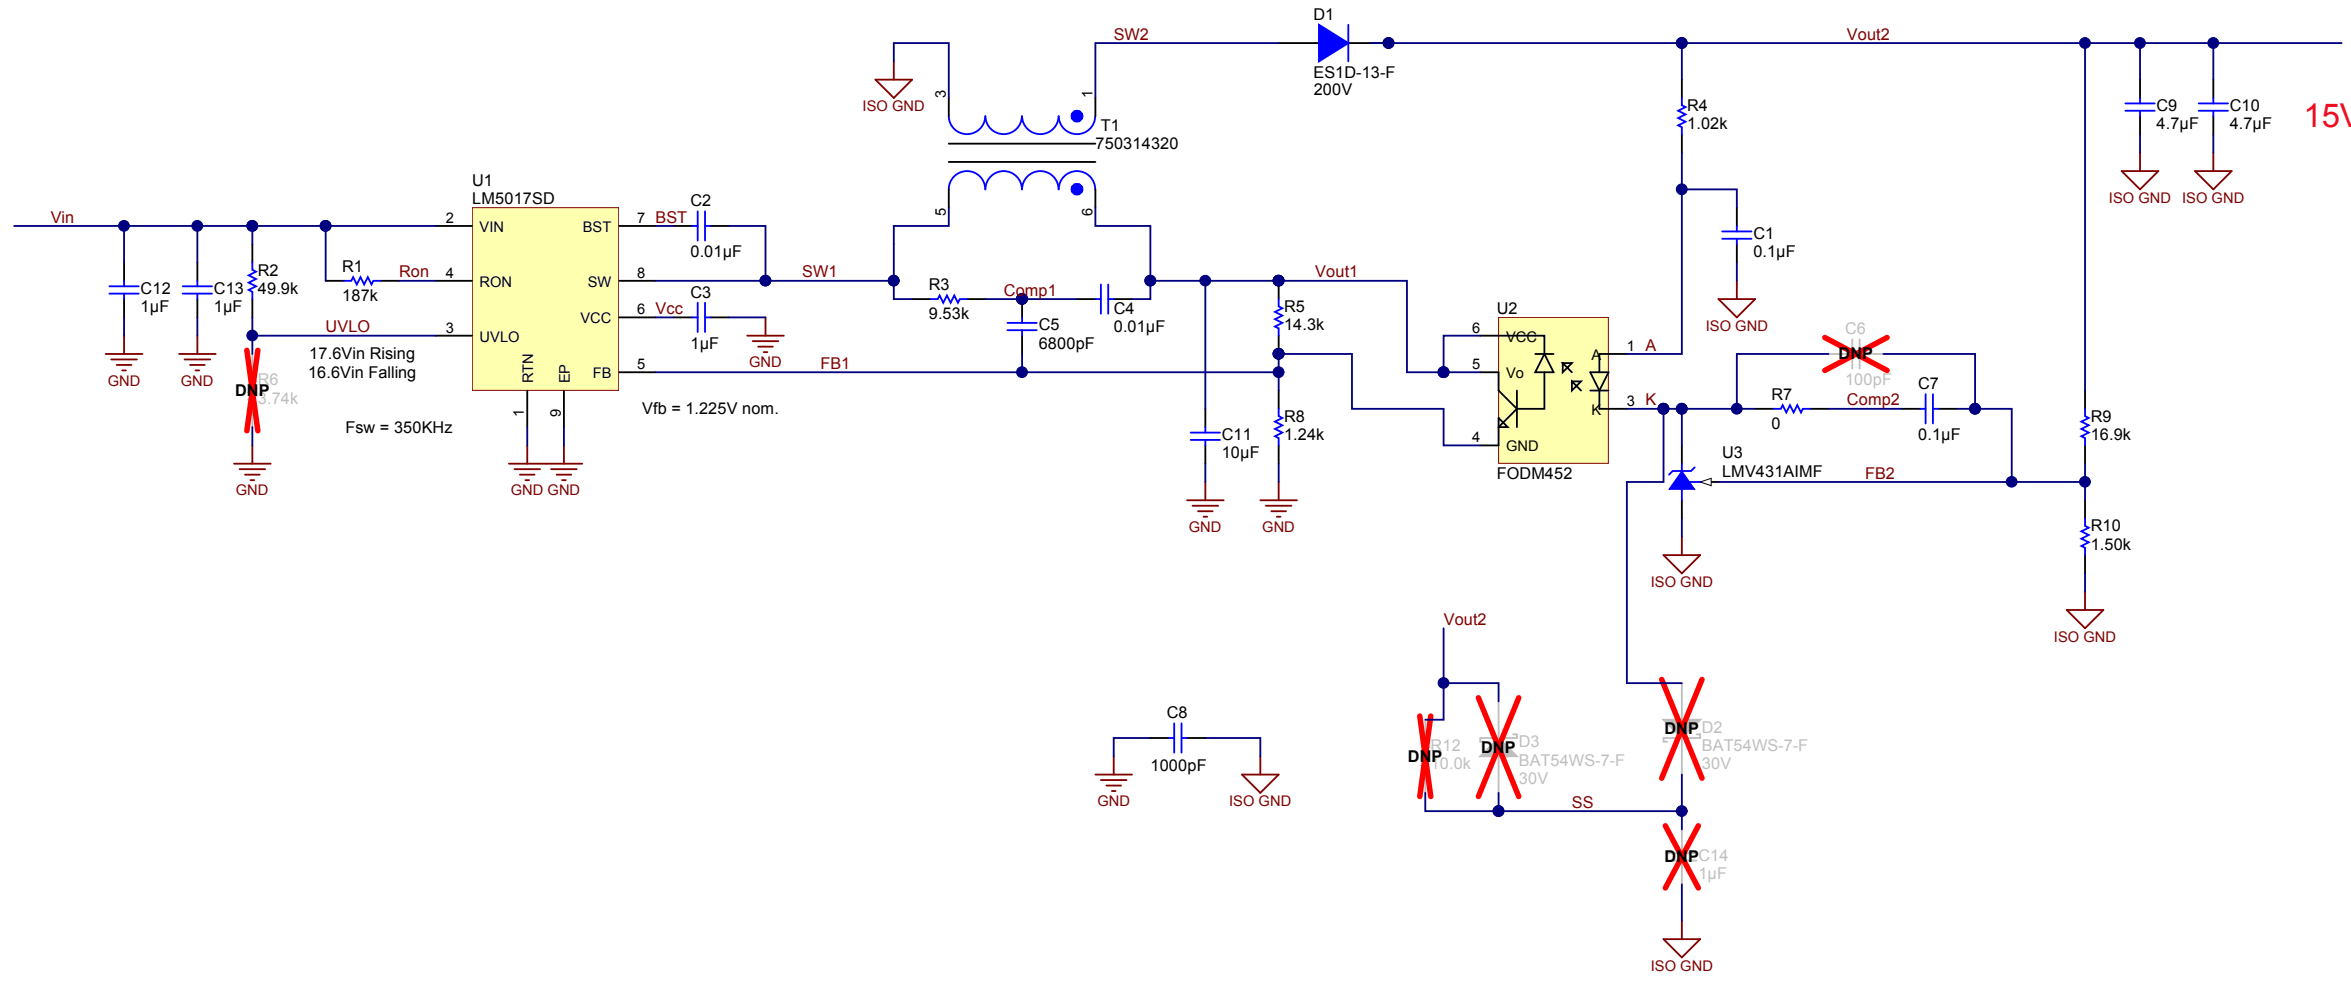 D1
ES1D-13-F
200V
SW2
Vout2
ISO GND
3
1
T1
750314320
5
6
R4
1.02k
C9
4.7µF
C10
4.7µF
15V
ISO GND
ISO GND
C1
0.1µF
ISO GND
Vin
C12
1µF
GND
C13
1µF
GND
R2
49.9k
R1
187k
Ron
UVLO
17.6Vin Rising
16.6Vin Falling
DNP
R6
3.74k
GND
Fsw = 350KHz
U1
LM5017SD
2
VIN
4
RON
3
UVLO
BST
7
SW
8
VCC
6
FB
5
RTN
EP
1
9
GND
GND
BST
C2
0.01µF
SW1
Vcc
C3
1µF
GND
FB1
Vfb = 1.225V nom.
R3
9.53k
Comp1
C4
0.01µF
C5
6800pF
Vout1
R5
14.3k
R8
1.24k
C11
10µF
GND
GND
U2
6
VCC
5
Vo
4
GND
A
1
A
K
3
K
FODM452
C6
DNP
100pF
R7
0
Comp2
C7
0.1µF
U3
LMV431AIMF
FB2
ISO GND
R9
16.9k
R10
1.50k
ISO GND
Vout2
C8
1000pF
GND
ISO GND
DNP
R12
10.0k
DNP
D3
BAT54WS-7-F
30V
DNP
D2
BAT54WS-7-F
30V
SS
DNP
C14
1µF
ISO GND